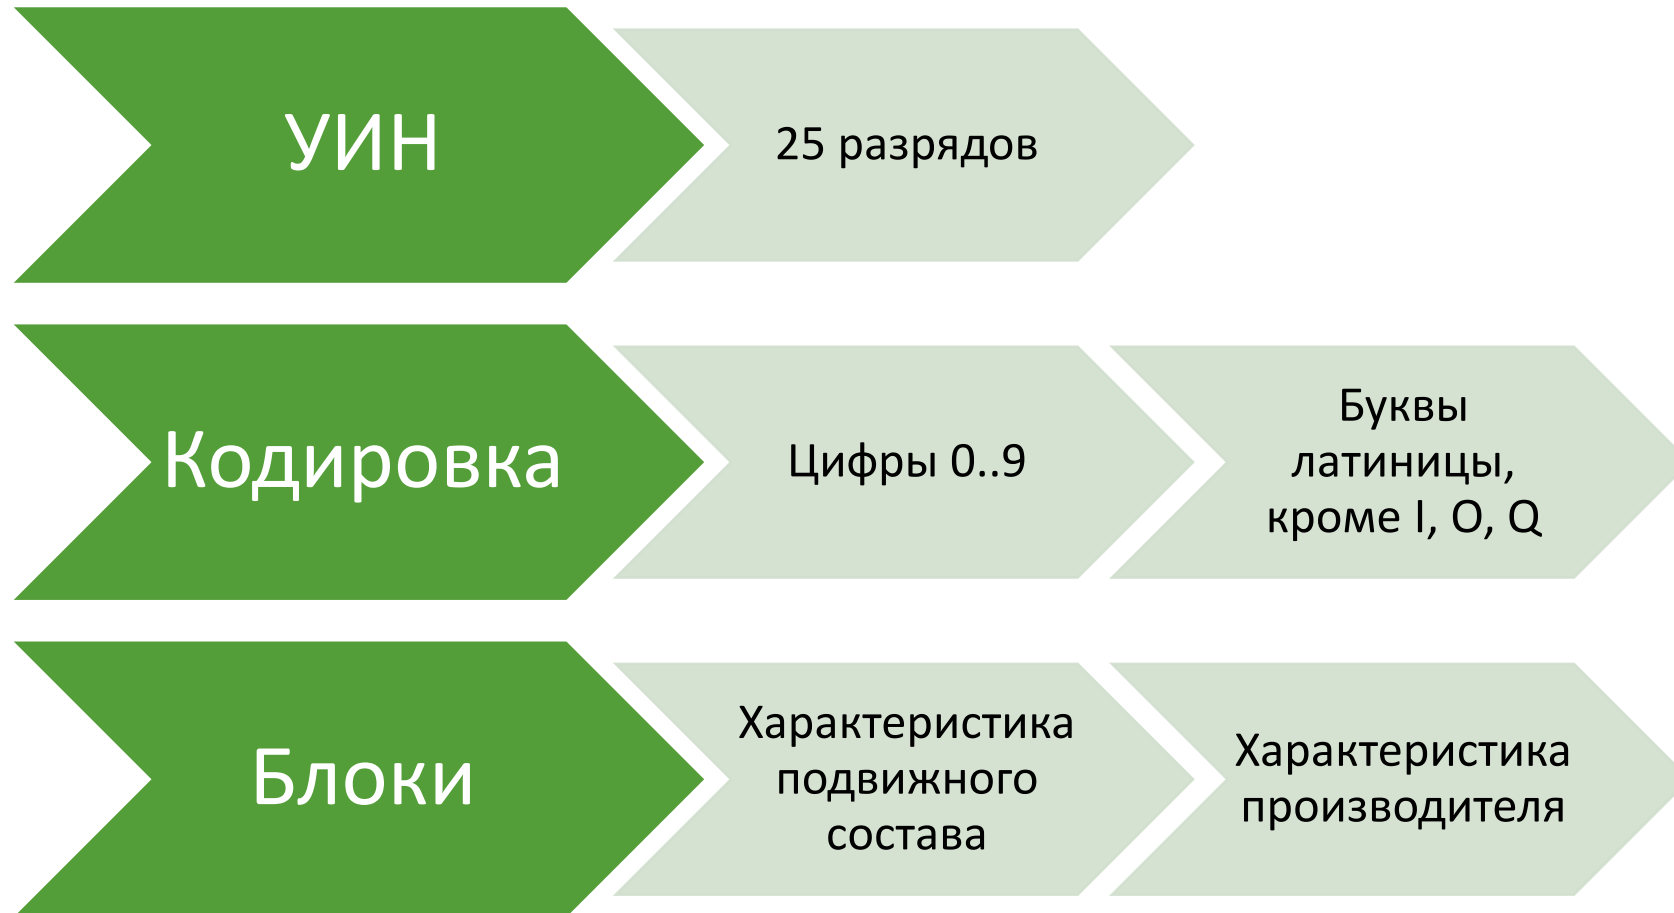 УИН
25 разрядов
Кодировка
Цифры 0..9
Буквы
латиницы,
кроме I, O, Q
Блоки
Характеристика
подвижного
состава
Характеристика
производителя